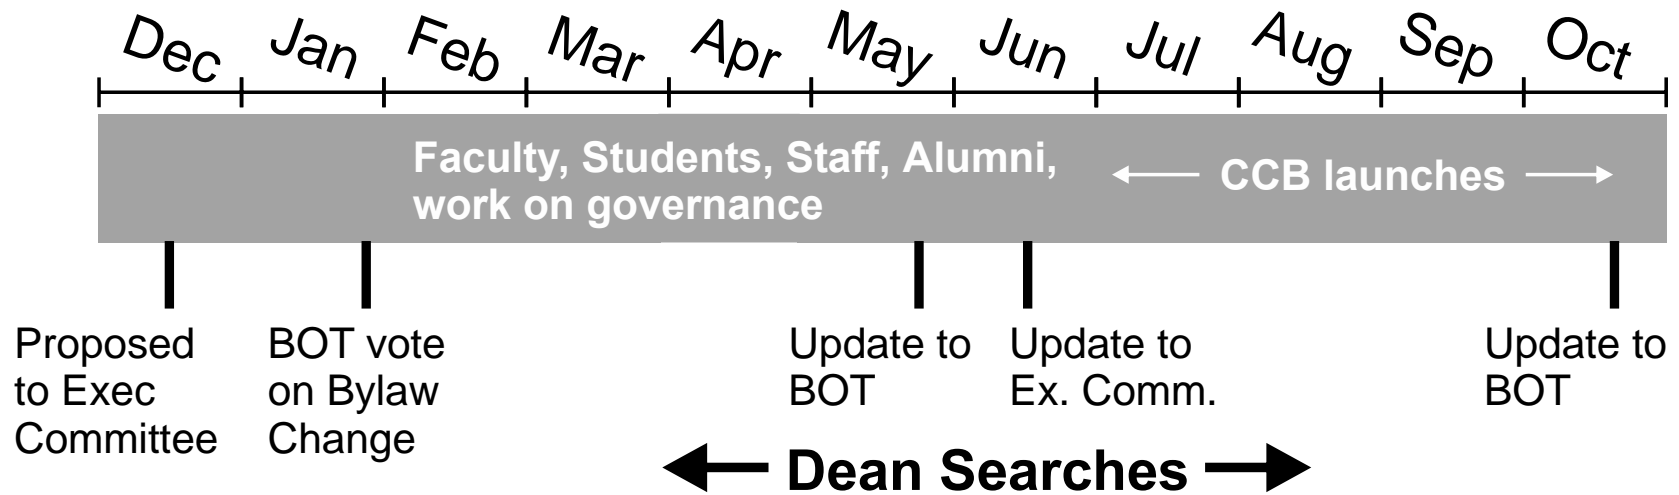 Dec Jan Feb Mar Apr May Jun Jul Aug Sep Oct
Faculty, Students, Staff, Alumni,
work on governance
CCB launches
Proposed
to Exec
Committee
BOT vote
on Bylaw
Change
Update to
BOT
Update to
Ex. Comm.
Update to
BOT
Dean Searches